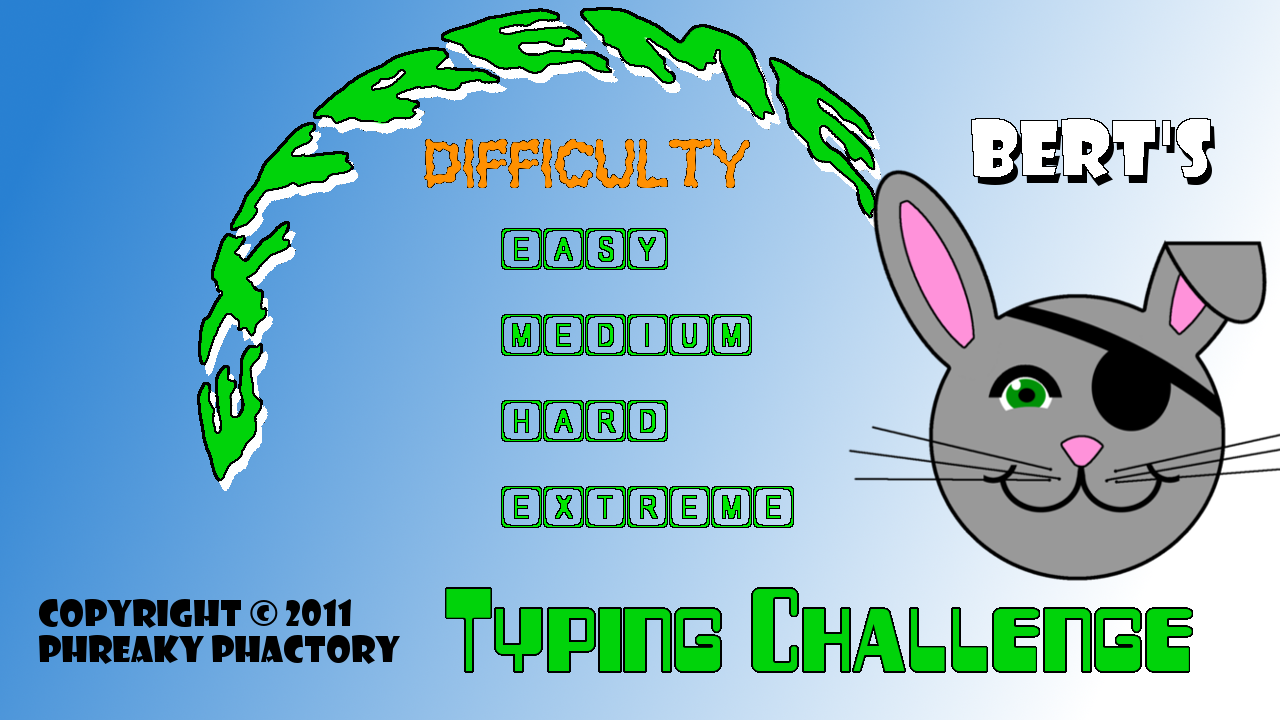 EXTREME
BERT'S
DIFFICULTY
EASY
MEDIUM
HARD
EXTREME
TYPING CHALLENGE
COPYRIGHT © 2011
PHREAKY PHACTORY